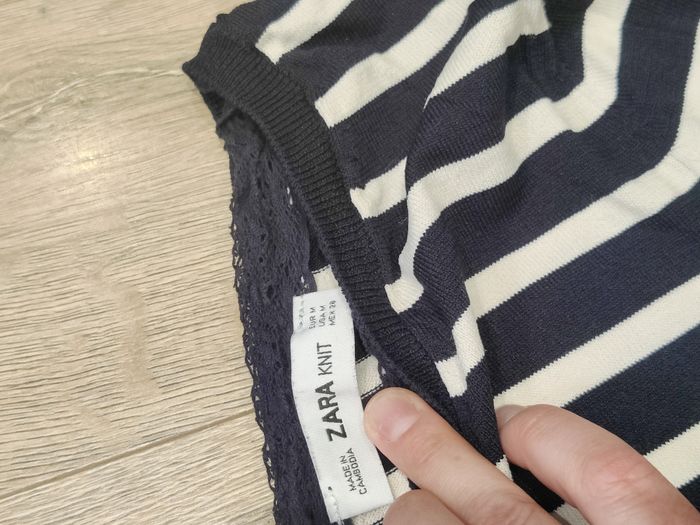 EUR M
USA M
MEX 28
ZARA KNIT
MADE IN
CAMBODIA